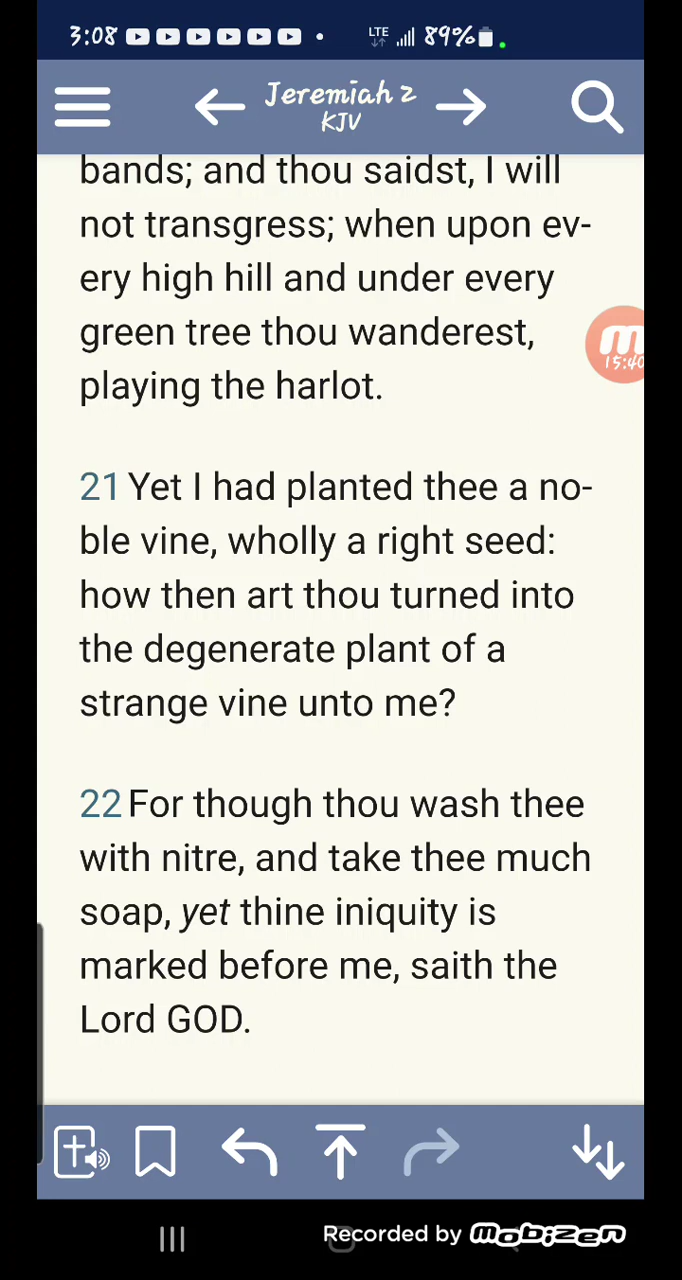 3:08 LTE 89%
Jeremiah 2
KJV
bands; and thou saidst, I will
not transgress; when upon ev-
ery high hill and under every
green tree thou wanderest,
playing the harlot.
m
15:40
21 Yet I had planted thee a no-
ble vine, wholly a right seed:
how then art thou turned into
the degenerate plant of a
strange vine unto me?
22 For though thou wash thee
with nitre, and take thee much
soap, yet thine iniquity is
marked before me, saith the
Lord GOD.
Recorded by mobizen